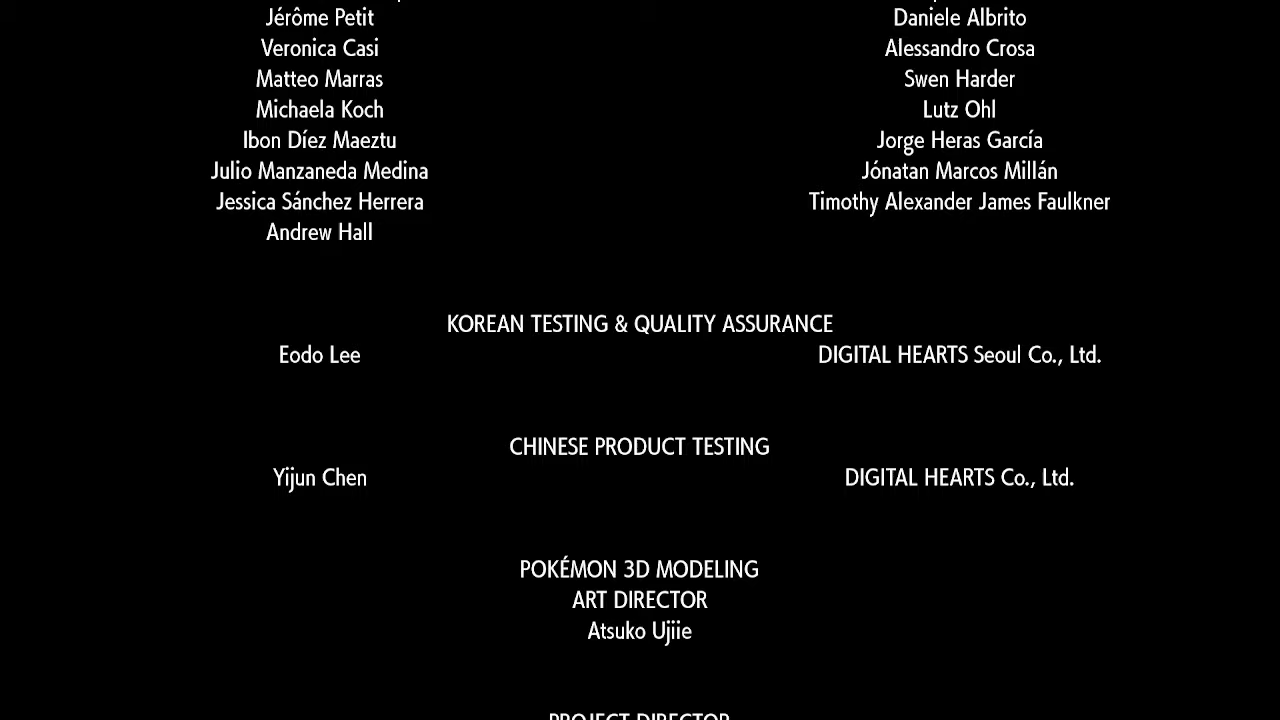 Jérôme Petit
Daniele Albrito
Veronica Casi
Alessandro Crosa
Matteo Marras
Swen Harder
Michaela Koch
Lutz Ohl
Ibon Díez Maeztu
Jorge Heras García
Julio Manzaneda Medina
Jónatan Marcos Millán
Jessica Sánchez Herrera
Timothy Alexander James Faulkner
Andrew Hall
KOREAN TESTING & QUALITY ASSURANCE
Eodo Lee
DIGITAL HEARTS Seoul Co., Ltd.
CHINESE PRODUCT TESTING
Yijun Chen
DIGITAL HEARTS Co., Ltd.
POKÉMON 3D MODELING
ART DIRECTOR
Atsuko Ujiie
PROJECT DIRECTOR